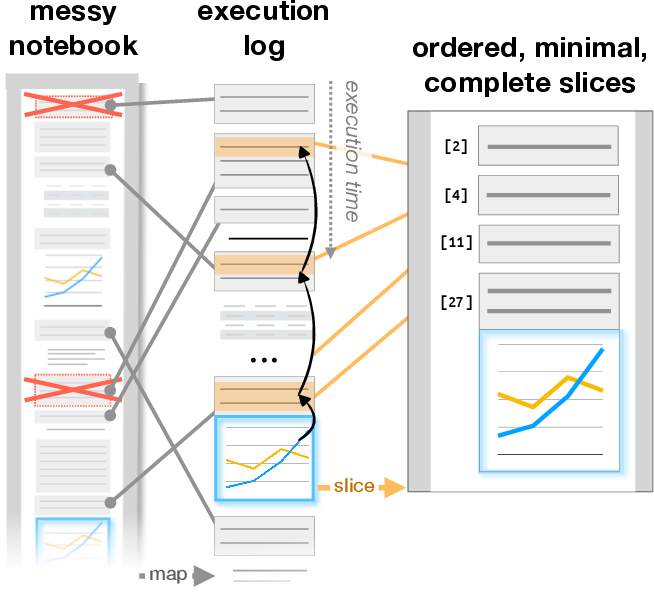 messy
notebook
execution
log
ordered, minimal,
complete slices
execution time
[2]
[4]
[11]
[27]
...
slice
map